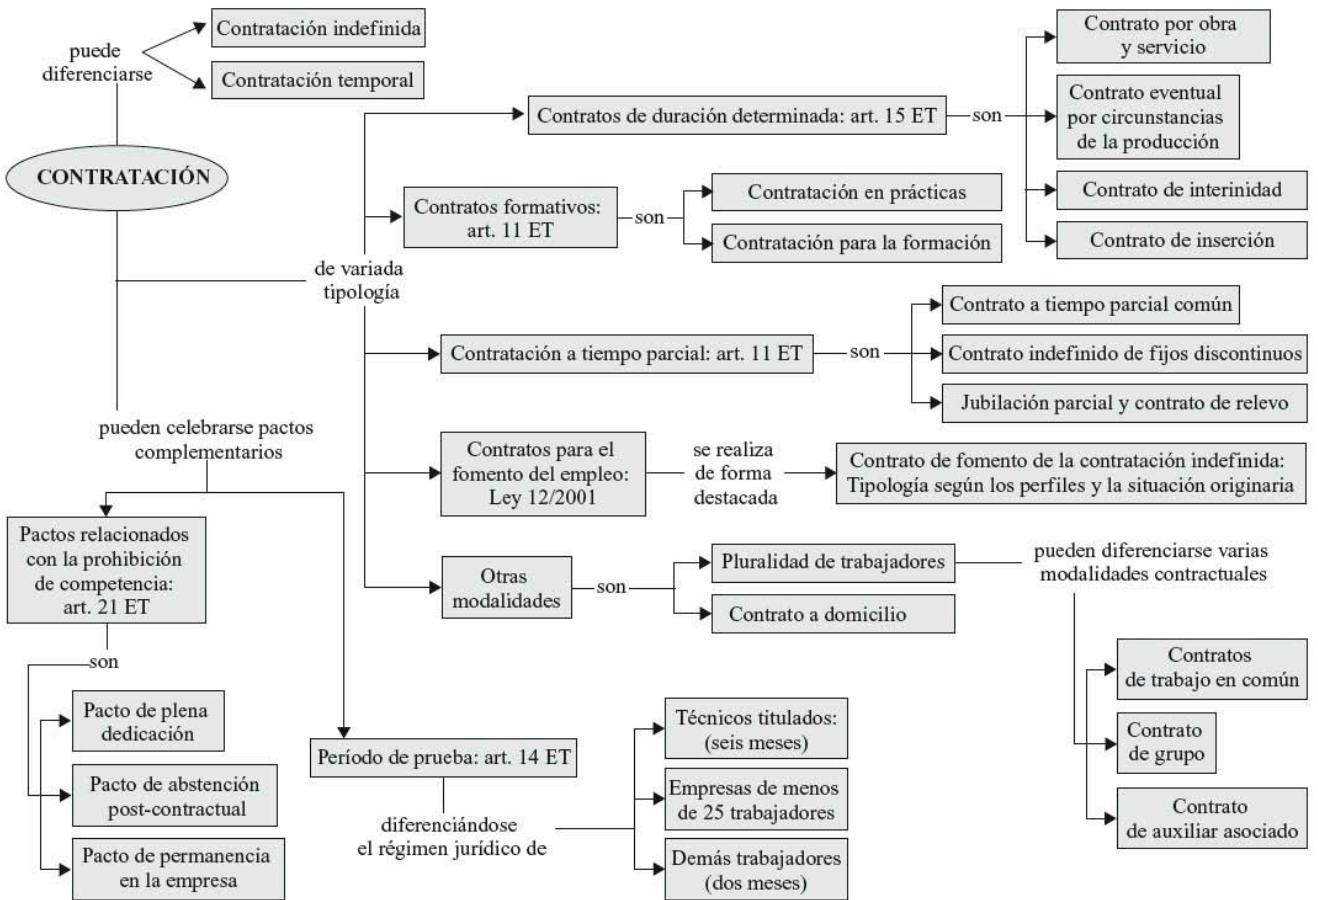 puede
diferenciarse
Contratación indefinida
Contratación temporal
CONTRATACIÓN
de variada
tipología
Contratos de duración determinada: art. 15 ET
son
Contrato por obra
y servicio
Contrato eventual
por circunstancias
de la producción
Contrato de interinidad
Contrato de inserción
Contratos formativos:
art. 11 ET
son
Contratación en prácticas
Contratación para la formación
Contratación a tiempo parcial: art. 11 ET
son
Contrato a tiempo parcial común
Contrato indefinido de fijos discontinuos
Jubilación parcial y contrato de relevo
Contratos para el
fomento del empleo:
Ley 12/2001
se realiza
de forma
destacada
Contrato de fomento de la contratación indefinida:
Tipología según los perfiles y la situación originaria
Otras
modalidades
son
Pluralidad de trabajadores
Contrato a domicilio
pueden diferenciarse varias
modalidades contractuales
Contratos
de trabajo en común
Contrato
de grupo
Contrato
de auxiliar asociado
pueden celebrarse pactos
complementarios
Pactos relacionados
con la prohibición
de competencia:
art. 21 ET
son
Pacto de plena
dedicación
Pacto de abstención
post-contractual
Pacto de permanencia
en la empresa
Período de prueba: art. 14 ET
diferenciándose
el régimen jurídico de
Técnicos titulados:
(seis meses)
Empresas de menos
de 25 trabajadores
Demás trabajadores
(dos meses)